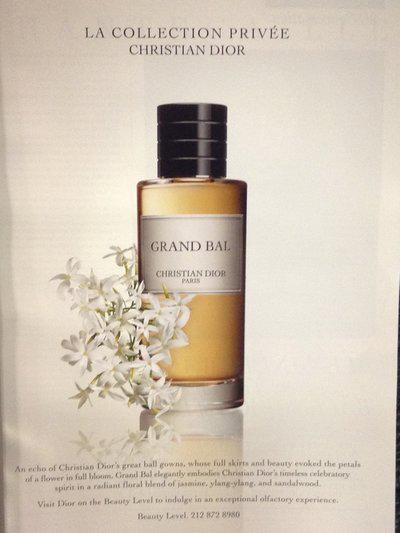 LA COLLECTION PRIVÉE
CHRISTIAN DIOR
GRAND BAL
CHRISTIAN DIOR
PARIS
An echo of Christian Dior's great ball gowns, whose full skirts and beauty evoked the petals
of a flower in full bloom, Grand Bal elegantly embodies Christian Dior's timeless celebratory
spirit in a radiant floral blend of jasmine, ylang-ylang, and sandalwood.
Visit Dior on the Beauty Level to indulge in an exceptional olfactory experience.
Beauty Level. 212 872 8980